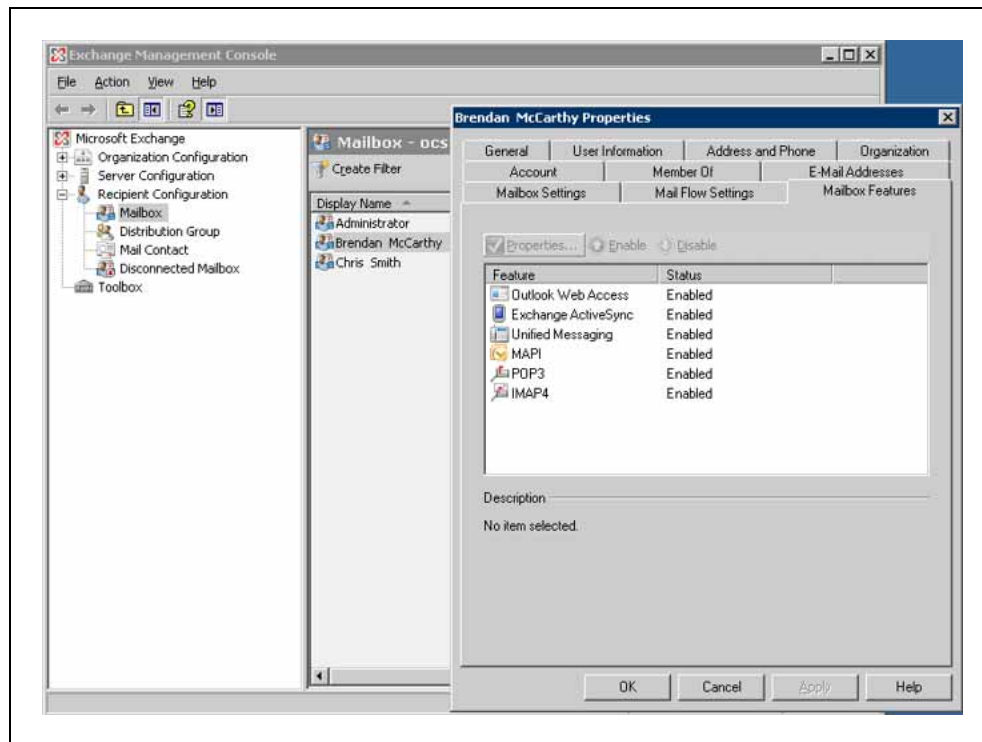 Exchange Management Console
File Action View Help
Microsoft Exchange
Organization Configuration
Server Configuration
Recipient Configuration
Mailbox
Distribution Group
Mail Contact
Disconnected Mailbox
Toolbox
Mailbox - ocs
Create Filter
Display Name
Administrator
Brendan McCarthy
Chris Smith
Brendan McCarthy Properties
General User Information Address and Phone Organization
Account Member Of E-Mail Addresses
Mailbox Settings Mail Flow Settings Mailbox Features
Properties... Enable Disable
Feature Status
Outlook Web Access Enabled
Exchange ActiveSync Enabled
Unified Messaging Enabled
MAPI Enabled
POP3 Enabled
IMAP4 Enabled
Description
No item selected.
OK Cancel Apply Help